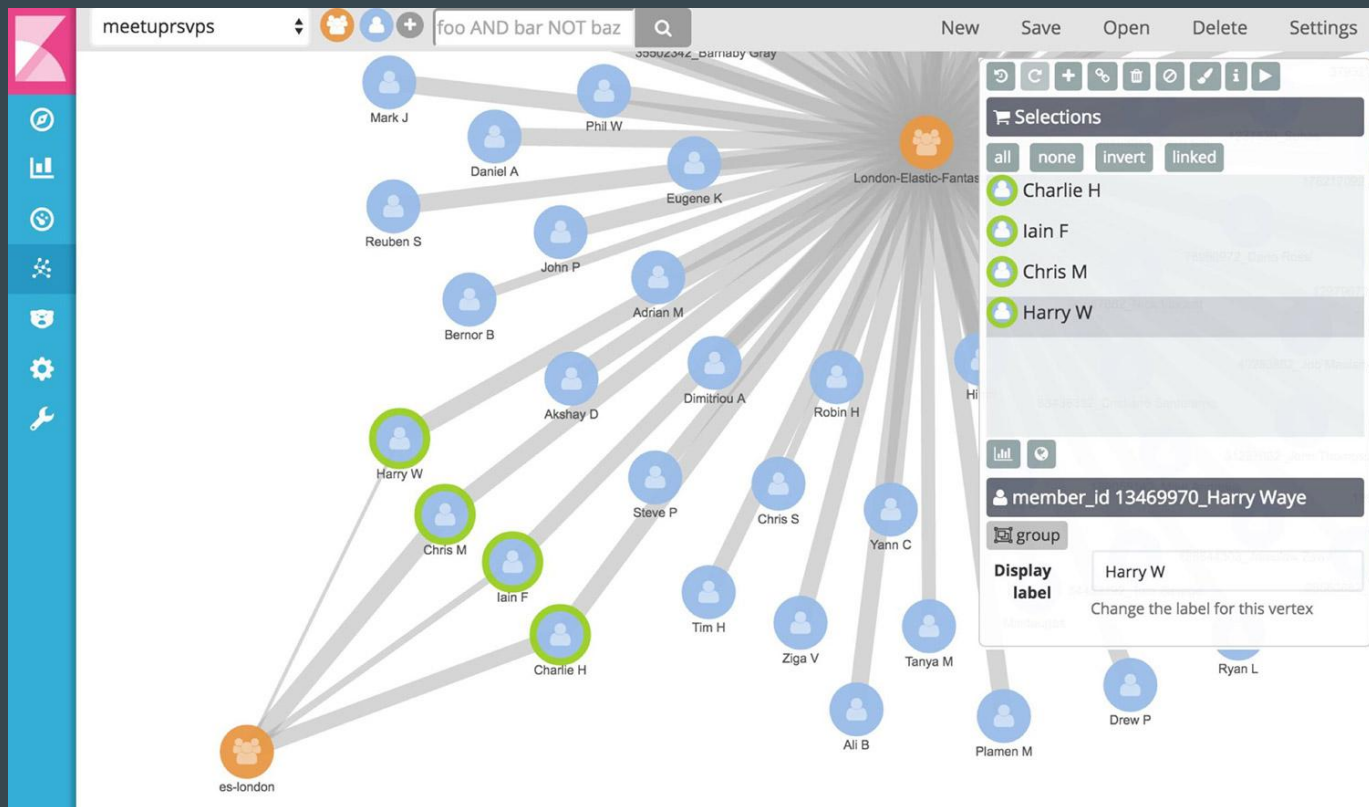 meetuprsvps
foo AND bar NOT baz
New
Save
Open
Delete
Settings
35502342_Barnaby Gray
Mark J
Phil W
Daniel A
London-Elastic-Fantas
Eugene K
Reuben S
John P
Adrian M
Bernor B
Dimitriou A
Hi
Akshay D
Robin H
Harry W
Steve P
Chris S
Chris M
Yann C
Iain F
Tim H
Ziga V
Tanya M
Charlie H
Ryan L
Drew P
Ali B
Plamen M
es-london
Selections
all
none
invert
linked
Charlie H
Iain F
Chris M
Harry W
member_id 13469970_Harry Waye
group
Display
label
Harry W
Change the label for this vertex